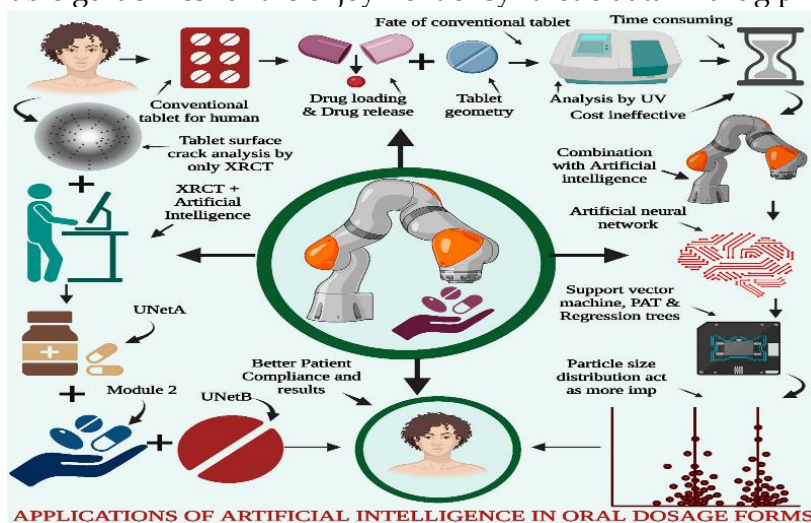 Fate of conventional tablet
Time consuming
Conventional
tablet for human
Drug loading
& Drug release
Tablet
geometry
Analysis by UV
Cost ineffective
Tablet surface
crack analysis by
only XRCT
Combination
with Artificial
intelligence
XRCT +
Artificial
Intelligence
Artificial neural
network
UNetA
Support vector
machine, PAT &
Regression trees
Better Patient
Compliance and
results
Particle size
distribution act
as more imp
Module 2
UNetB
APPLICATIONS OF ARTIFICIAL INTELLIGENCE IN ORAL DOSAGE FORMS